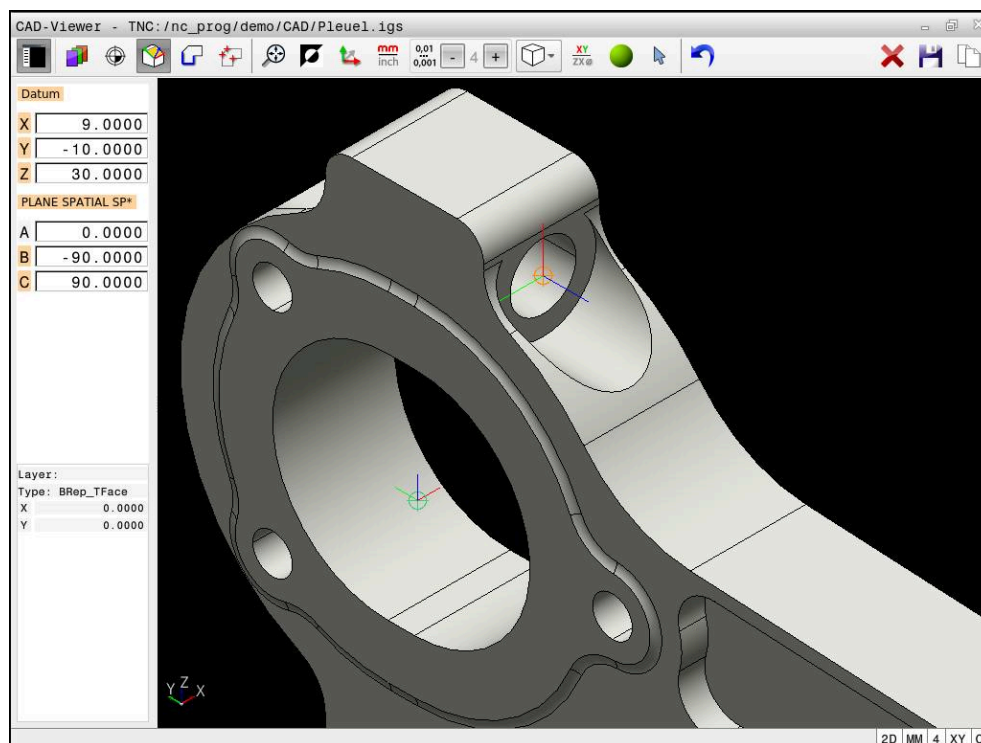 CAD-Viewer - TNC:/nc_prog/demo/CAD/Pleuel.igs
mm
inch
0,01
0,001
- 4 +
XY
ZX
Datum
X 9.0000
Y -10.0000
Z 30.0000
PLANE SPATIAL SP*
A 0.0000
B -90.0000
C 90.0000
Layer:
Type: BRep_TFace
X 0.0000
Y 0.0000
Y Z X
2D MM 4 XY